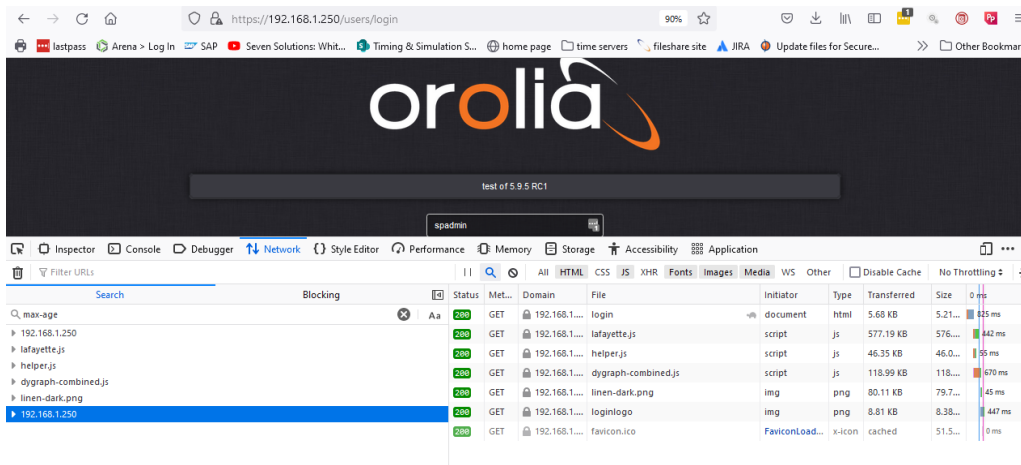 https://192.168.1.250/users/login
90%
1
lastpass
Arena > Log In
SAP
Seven Solutions: Whit...
Timing & Simulation S...
home page
time servers
fileshare site
JIRA
Update files for Secure...
Other Bookmar
orolia
test of 5.9.5 RC1
spadmin
Inspector
Console
Debugger
Network
Style Editor
Performance
Memory
Storage
Accessibility
Application
Filter URLs
All HTML CSS JS XHR Fonts Images Media WS Other
Disable Cache
No Throttling
Search
Blocking
Status Met... Domain File Initiator Type Transferred Size 0 ms
max-age
Aa
192.168.1.250
lafayette.js
helper.js
dygraph-combined.js
linen-dark.png
192.168.1.250
200 GET 192.168.1.... login document html 5.68 KB 5.21... 825 ms
200 GET 192.168.1.... lafayette.js script js 577.19 KB 576.... 442 ms
200 GET 192.168.1.... helper.js script js 46.35 KB 46.0... 55 ms
200 GET 192.168.1.... dygraph-combined.js script js 118.99 KB 118.... 670 ms
200 GET 192.168.1.... linen-dark.png img png 80.11 KB 79.7... 45 ms
200 GET 192.168.1.... loginlogo img png 8.81 KB 8.38... 447 ms
200 GET 192.168.1.... favicon.ico FaviconLoad... x-icon cached 51.5... 0 ms